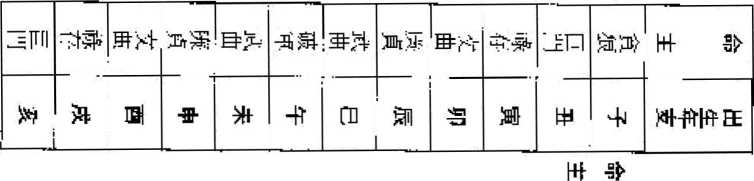 命主
出生年支 命主
子 貪狼
丑 巨門
寅 祿存
卯 文曲
辰 廉貞
巳 武曲
午 破軍
未 武曲
申 廉貞
酉 文曲
戌 祿存
亥 巨門